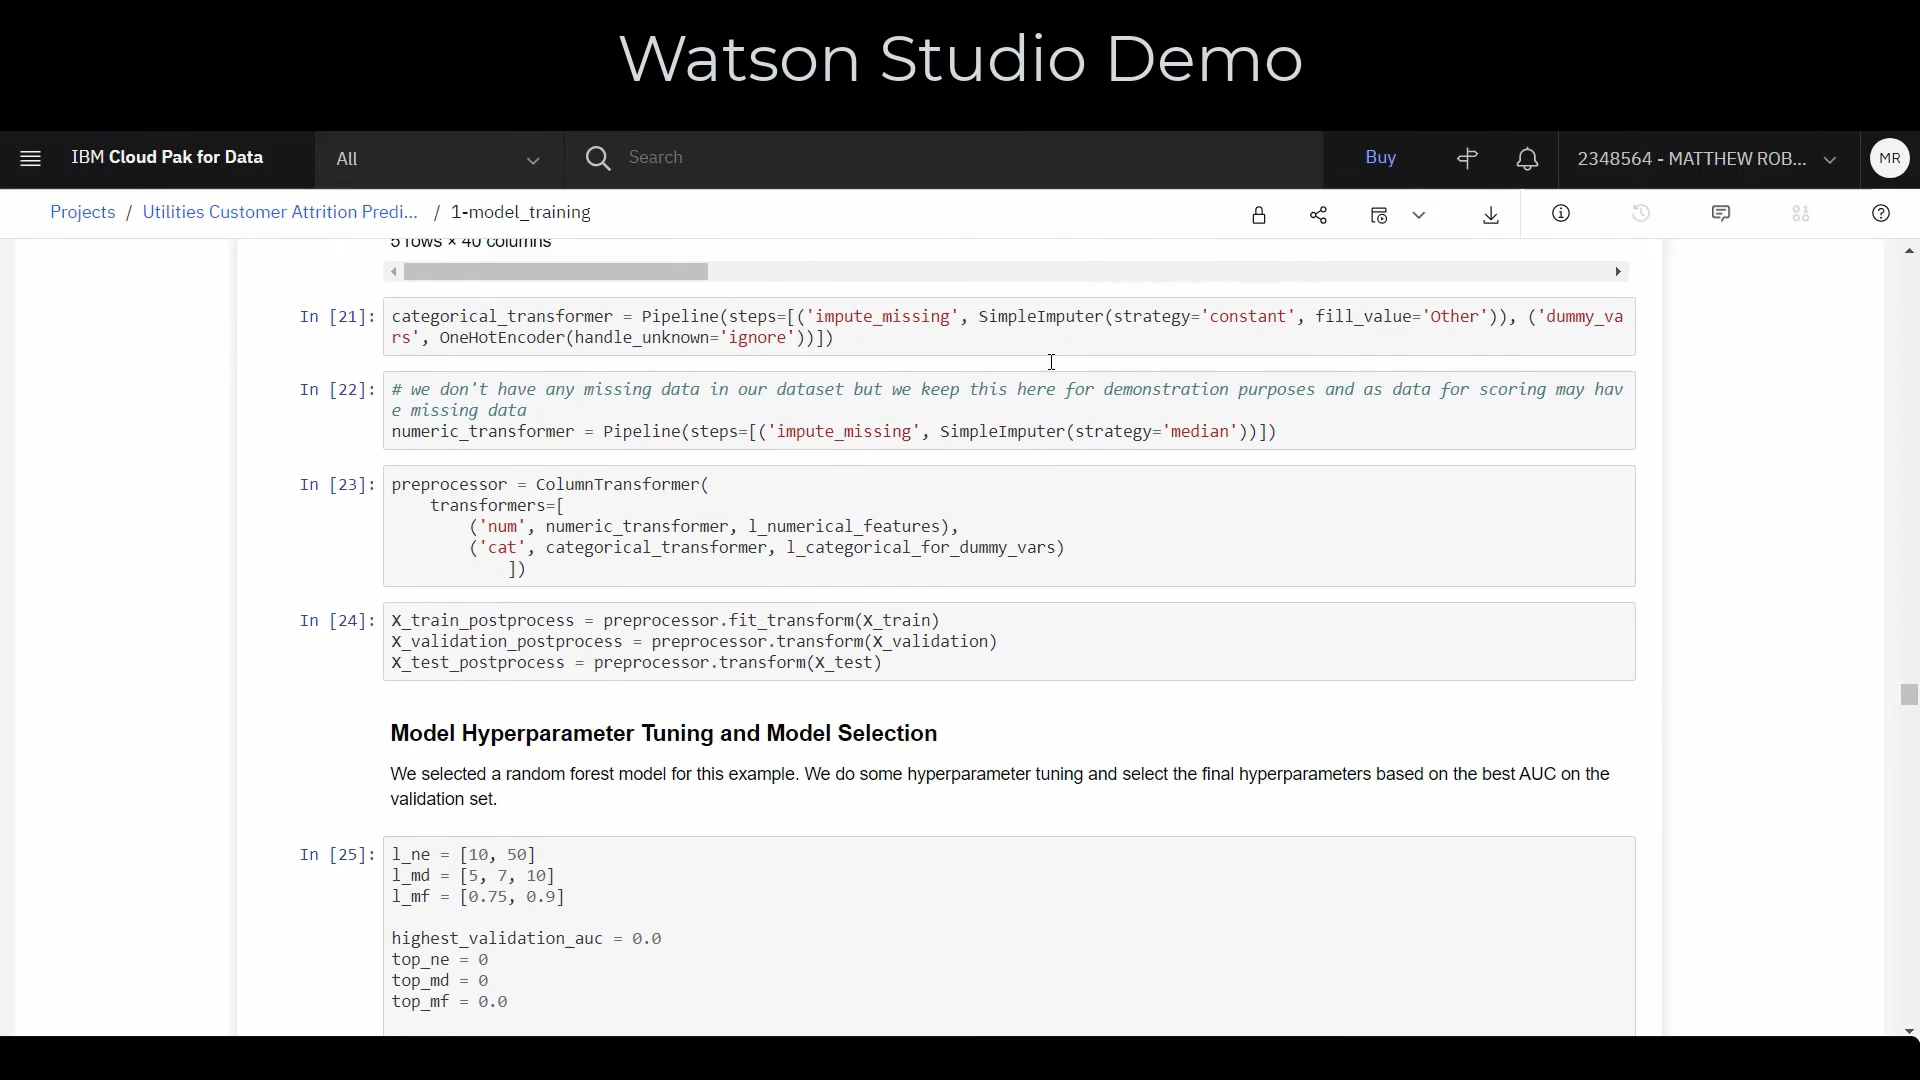 Watson Studio Demo
IBM Cloud Pak for Data
All
Search
Buy
2348564 - MATTHEW ROB...
MR
Projects / Utilities Customer Attrition Predi... / 1-model_training
5 rows × 40 columns
In [21]: categorical_transformer = Pipeline(steps=[('impute_missing', SimpleImputer(strategy='constant', fill_value='Other')), ('dummy_va
rs', OneHotEncoder(handle_unknown='ignore'))])
In [22]: # we don't have any missing data in our dataset but we keep this here for demonstration purposes and as data for scoring may hav
e missing data
numeric_transformer = Pipeline(steps=[('impute_missing', SimpleImputer(strategy='median'))])
In [23]: preprocessor = ColumnTransformer(
transformers=[
('num', numeric_transformer, l_numerical_features),
('cat', categorical_transformer, l_categorical_for_dummy_vars)
])
In [24]: X_train_postprocess = preprocessor.fit_transform(X_train)
X_validation_postprocess = preprocessor.transform(X_validation)
X_test_postprocess = preprocessor.transform(X_test)
Model Hyperparameter Tuning and Model Selection
We selected a random forest model for this example. We do some hyperparameter tuning and select the final hyperparameters based on the best AUC on the
validation set.
In [25]: l_ne = [10, 50]
l_md = [5, 7, 10]
l_mf = [0.75, 0.9]
highest_validation_auc = 0.0
top_ne = 0
top_md = 0
top_mf = 0.0